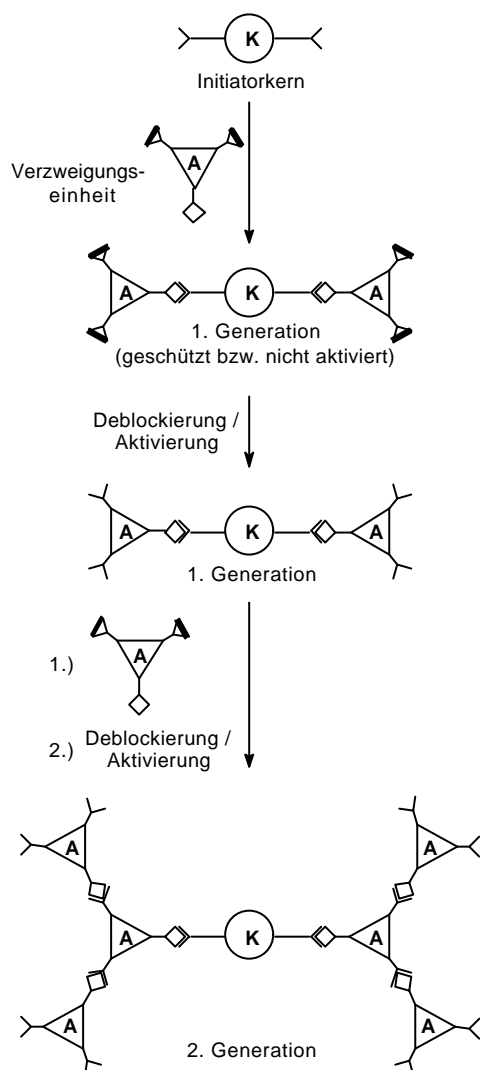 K
Initiatorkern
A
Verzweigungs-
einheit
A K A
1. Generation
(geschützt bzw. nicht aktiviert)
Deblockierung /
Aktivierung
A K A
1. Generation
1.) A
2.) Deblockierung /
Aktivierung
A A
A K A
A A
2. Generation